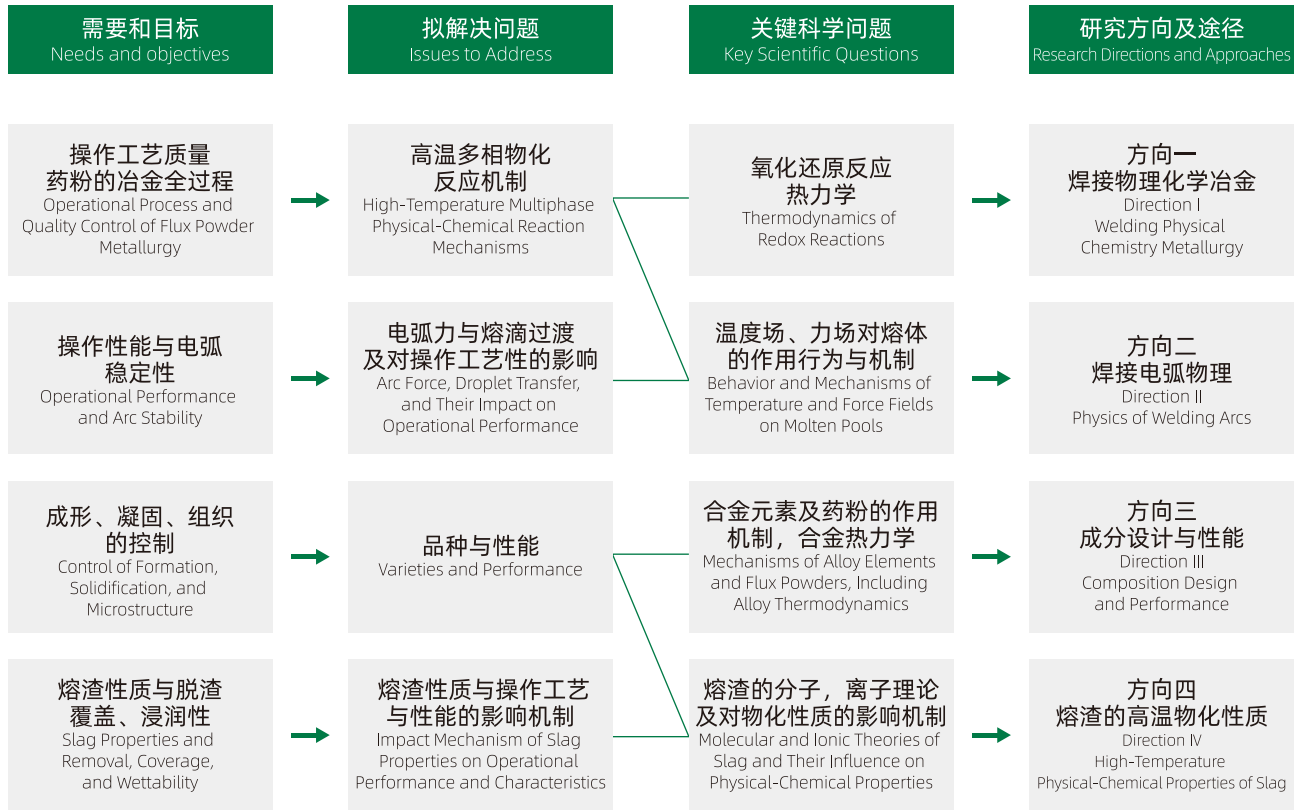 需要和目标
Needs and objectives
拟解决问题
Issues to Address
关键科学问题
Key Scientific Questions
研究方向及途径
Research Directions and Approaches
操作工艺质量
药粉的冶金全过程
Operational Process and
Quality Control of Flux Powder
Metallurgy
高温多相物化
反应机制
High-Temperature Multiphase
Physical-Chemical Reaction
Mechanisms
氧化还原反应
热力学
Thermodynamics of
Redox Reactions
方向一
焊接物理化学冶金
Direction I
Welding Physical
Chemistry Metallurgy
操作性能与电弧
稳定性
Operational Performance
and Arc Stability
电弧力与熔滴过渡
及对操作工艺性的影响
Arc Force, Droplet Transfer,
and Their Impact on
Operational Performance
温度场、力场对熔体
的作用行为与机制
Behavior and Mechanisms of
Temperature and Force Fields
on Molten Pools
方向二
焊接电弧物理
Direction II
Physics of Welding Arcs
成形、凝固、组织
的控制
Control of Formation,
Solidification, and
Microstructure
品种与性能
Varieties and Performance
合金元素及药粉的作用
机制，合金热力学
Mechanisms of Alloy Elements
and Flux Powders, Including
Alloy Thermodynamics
方向三
成分设计与性能
Direction III
Composition Design
and Performance
熔渣性质与脱渣
覆盖、浸润性
Slag Properties and
Removal, Coverage,
and Wettability
熔渣性质与操作工艺
与性能的影响机制
Impact Mechanism of Slag
Properties on Operational
Performance and Characteristics
熔渣的分子，离子理论
及对物化性质的影响机制
Molecular and Ionic Theories of
Slag and Their Influence on
Physical-Chemical Properties
方向四
熔渣的高温物化性质
Direction IV
High-Temperature
Physical-Chemical Properties of Slag